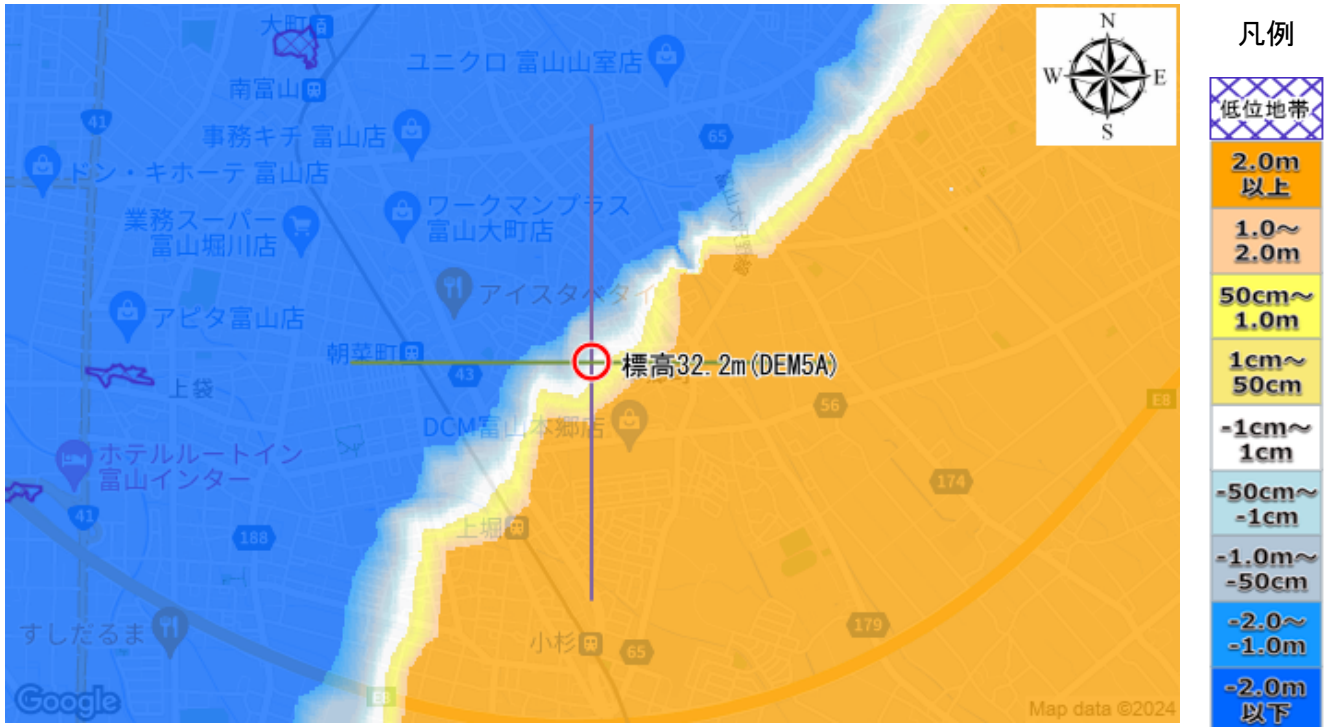 大町
南富山
ユニクロ 富山山室店
N
W
E
S
41
事務キチ 富山店
65
ドン・キホーテ 富山店
業務スーパー
富山堀川店
ワークマンプラス
富山大町店
アイスタベタイ
アピタ富山店
朝菜町
43
標高32.2m(DEM5A)
上袋
DCM富山本郷店
56
E8
ホテルルートイン
富山インター
174
41
188
上堀
すしだるま
小杉
65
179
E8
Google
Map data ©2024
凡例
低位地帯
2.0m
以上
1.0～
2.0m
50cm～
1.0m
1cm～
50cm
-1cm～
1cm
-50cm～
-1cm
-1.0m～
-50cm
-2.0～
-1.0m
-2.0m
以下